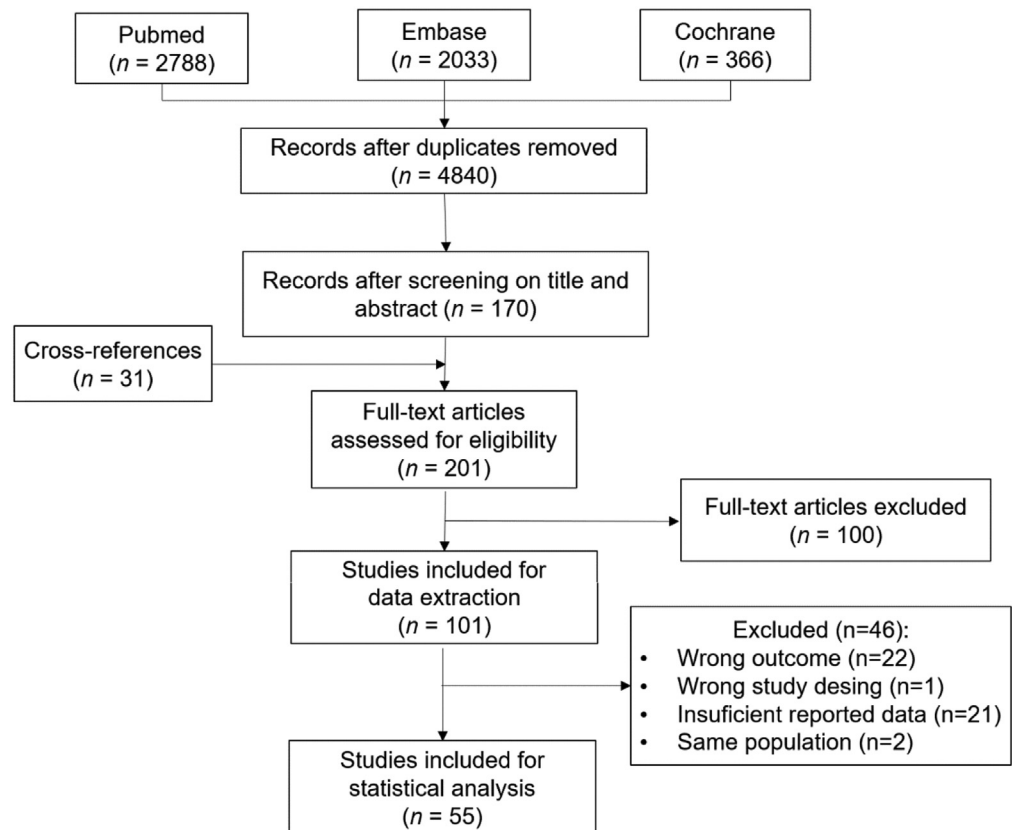 Pubmed
(n = 2788)
Embase
(n = 2033)
Cochrane
(n = 366)
Records after duplicates removed
(n = 4840)
Records after screening on title and
abstract (n = 170)
Cross-references
(n = 31)
Full-text articles
assessed for eligibility
(n = 201)
Full-text articles excluded
(n = 100)
Studies included for
data extraction
(n = 101)
Excluded (n=46):
• Wrong outcome (n=22)
• Wrong study desing (n=1)
• Insuficient reported data (n=21)
• Same population (n=2)
Studies included for
statistical analysis
(n = 55)